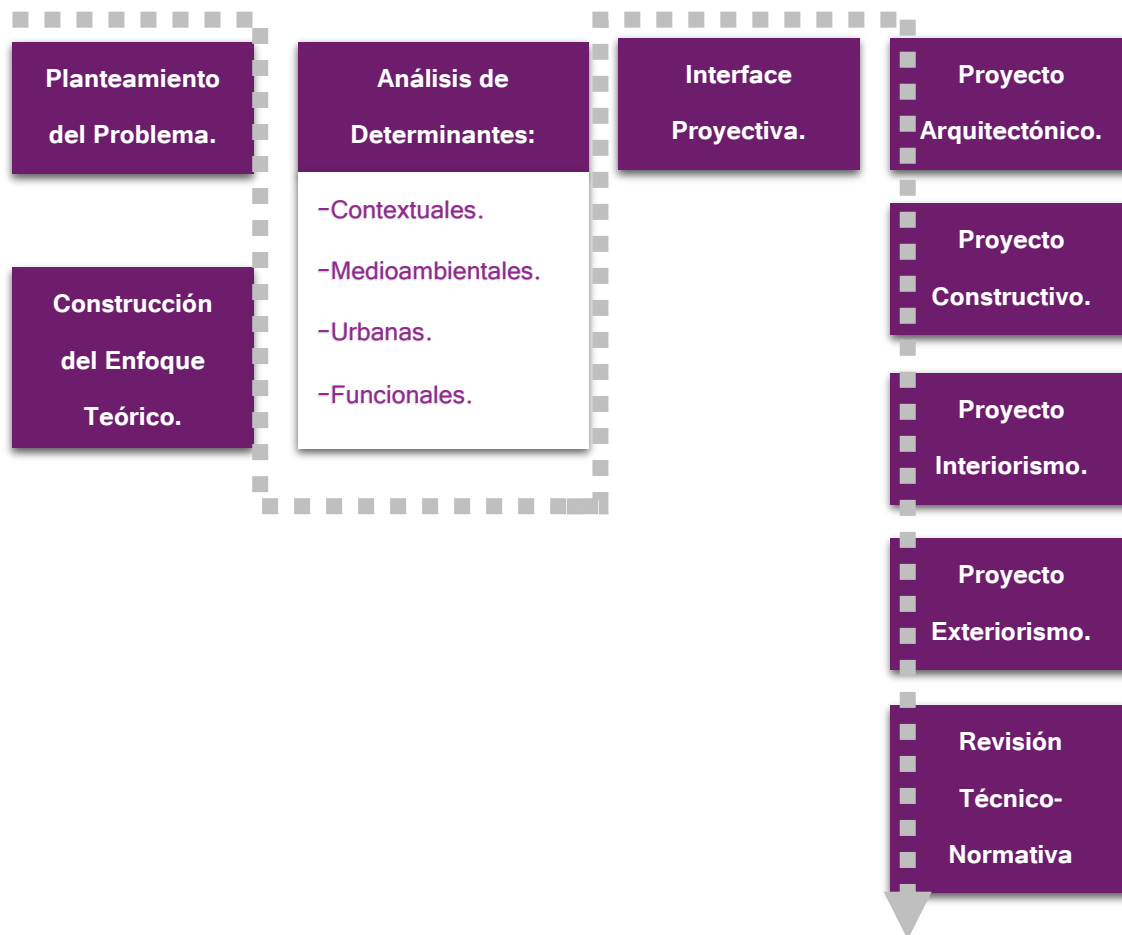 Planteamiento
del Problema.
Construcción
del Enfoque
Teórico.
Análisis de
Determinantes:
-Contextuales.
-Medioambientales.
-Urbanas.
-Funcionales.
Interface
Proyectiva.
Proyecto
Arquitectónico.
Proyecto
Constructivo.
Proyecto
Interiorismo.
Proyecto
Exteriorismo.
Revisión
Técnico-
Normativa